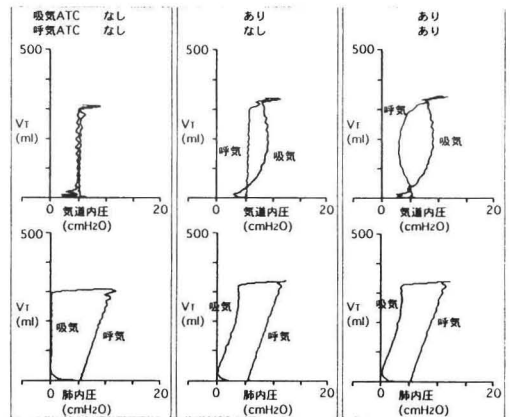 吸気ATC なし あり あり
呼気ATC なし なし あり
500 500 500
VT VT VT
(ml) (ml) (ml)
呼気 吸気 呼気 吸気
0 気道内圧 20 0 気道内圧 20 0 気道内圧 20
(cmH2O) (cmH2O) (cmH2O)
500 500 500
VT VT 吸気 VT 吸気
(ml) (ml) (ml)
吸気 呼気 呼気 呼気
0 肺内圧 20 0 肺内圧 20 0 肺内圧 20
(cmH2O) (cmH2O) (cmH2O)